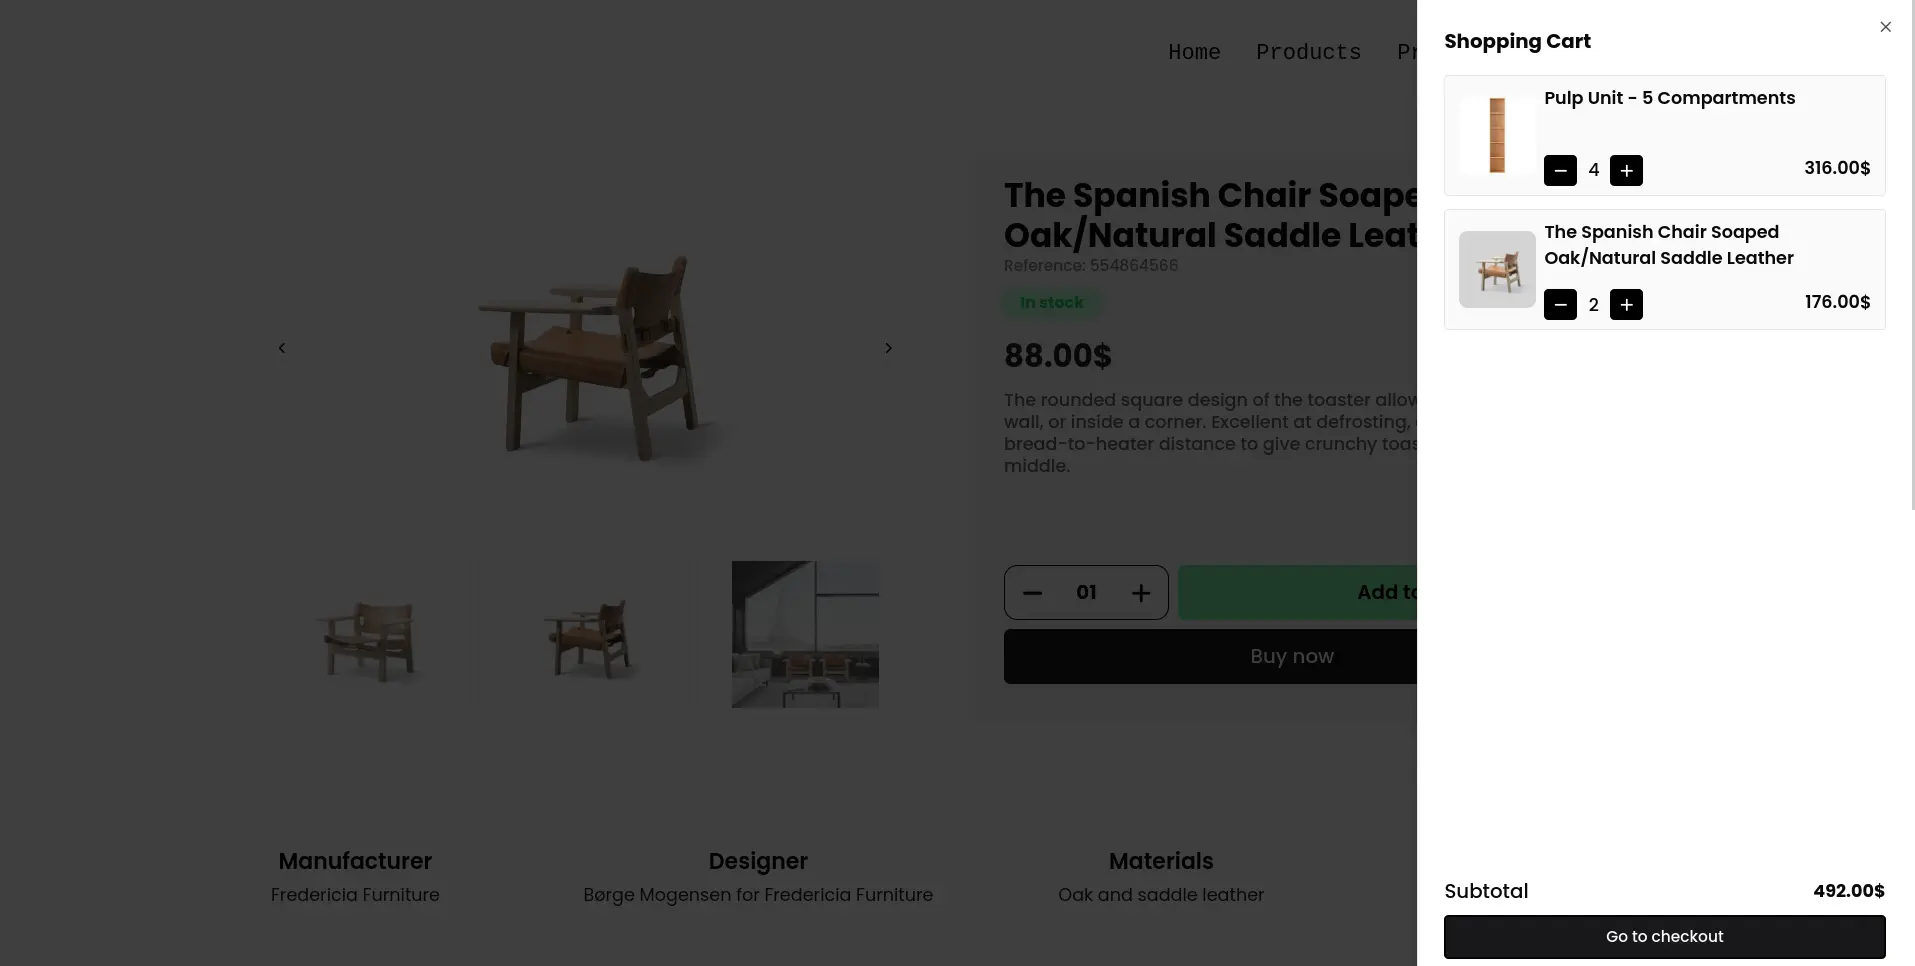 Home Products Pr
Shopping Cart
Pulp Unit - 5 Compartments
4
316.00$
The Spanish Chair Soaped
Oak/Natural Saddle Leather
2
176.00$
The Spanish Chair Soape
Oak/Natural Saddle Leat
Reference: 554864566
In stock
88.00$
The rounded square design of the toaster allow
wall, or inside a corner. Excellent at defrosting,
bread-to-heater distance to give crunchy toas
middle.
01
Add to
Buy now
Manufacturer
Fredericia Furniture
Designer
Børge Mogensen for Fredericia Furniture
Materials
Oak and saddle leather
Subtotal
492.00$
Go to checkout